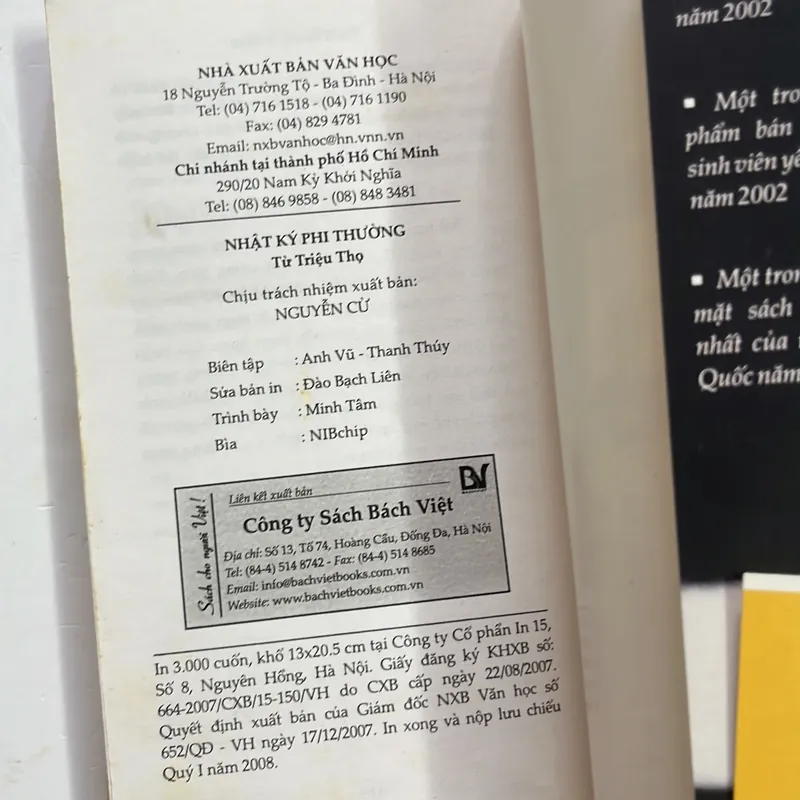 NHÀ XUẤT BẢN VĂN HỌC
18 Nguyễn Trường Tộ - Ba Đình - Hà Nội
Tel: (04) 716 1518 - (04) 716 1190
Fax: (04) 829 4781
Email: nxbvanhoc@hn.vnn.vn
Chi nhánh tại thành phố Hồ Chí Minh
290/20 Nam Kỳ Khởi Nghĩa
Tel: (08) 846 9858 - (08) 848 3481
NHẬT KÝ PHI THƯỜNG
Từ Triệu Thọ
Chịu trách nhiệm xuất bản:
NGUYỄN CỪ
Biên tập : Anh Vũ - Thanh Thúy
Sửa bản in : Đào Bạch Liên
Trình bày : Minh Tâm
Bìa : NIBchip
Sách cho người Việt!
Liên kết xuất bản
BV
Công ty Sách Bách Việt
Địa chỉ: Số 13, Tổ 74, Hoàng Cầu, Đống Đa, Hà Nội
Tel: (84-4) 514 8742 - Fax: (84-4) 514 8685
Email: info@bachvietbooks.com.vn
Website: www.bachvietbooks.com.vn
In 3.000 cuốn, khổ 13x20.5 cm tại Công ty Cổ phần In 15,
Số 8, Nguyên Hồng, Hà Nội. Giấy đăng ký KHXB số:
664-2007/CXB/15-150/VH do CXB cấp ngày 22/08/2007.
Quyết định xuất bản của Giám đốc NXB Văn học số
652/QĐ - VH ngày 17/12/2007. In xong và nộp lưu chiểu
Quý I năm 2008.
năm 2002
▪ Một tro
phẩm bán
sinh viên yê
năm 2002
▪ Một tron
mặt sách
nhất của
Quốc năm